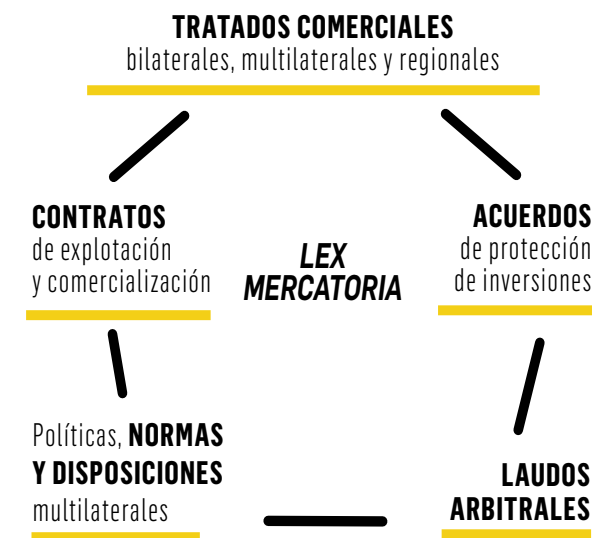 TRATADOS COMERCIALES
bilaterales, multilaterales y regionales
CONTRATOS
de explotación
y comercialización
LEX
MERCATORIA
ACUERDOS
de protección
de inversiones
Políticas, NORMAS
Y DISPOSICIONES
multilaterales
LAUDOS
ARBITRALES